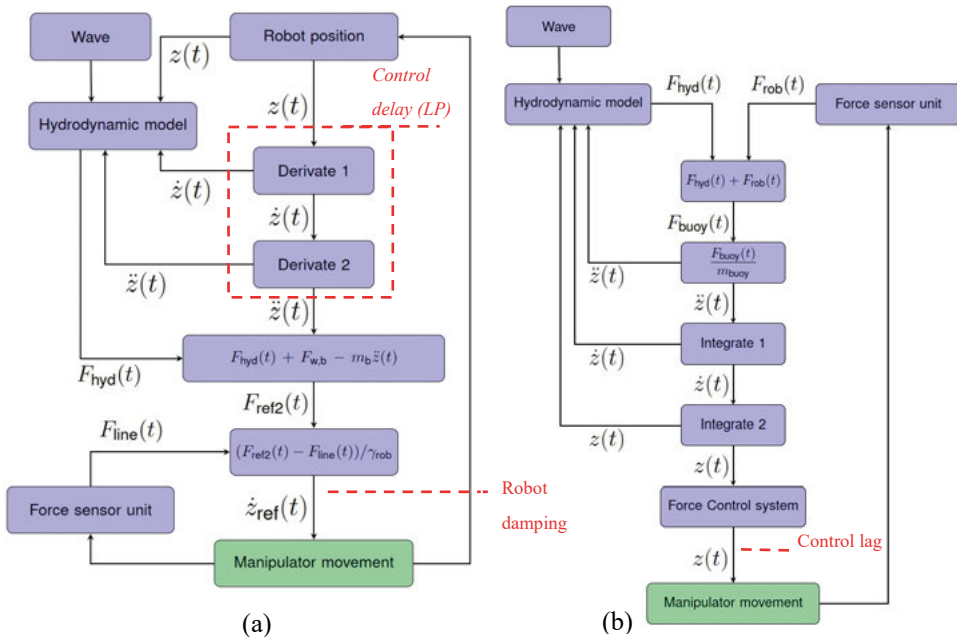 Wave
Robot position
z(t)
Control
delay (LP)
z(t)
Hydrodynamic model
Derivate 1
ż(t)
ż(t)
Derivate 2
z̈(t)
z̈(t)
F_hyd(t) + F_w,b − m_b z̈(t)
F_hyd(t)
F_ref2(t)
F_line(t)
(F_ref2(t) − F_line(t))/γ_rob
Robot
damping
Force sensor unit
ż_ref(t)
Manipulator movement
(a)
Wave
F_hyd(t)
F_rob(t)
Hydrodynamic model
Force sensor unit
F_hyd(t) + F_rob(t)
F_buoy(t)
F_buoy(t)
m_buoy
z̈(t)
z̈(t)
Integrate 1
ż(t)
ż(t)
Integrate 2
z(t)
z(t)
Force Control system
Control lag
z(t)
Manipulator movement
(b)